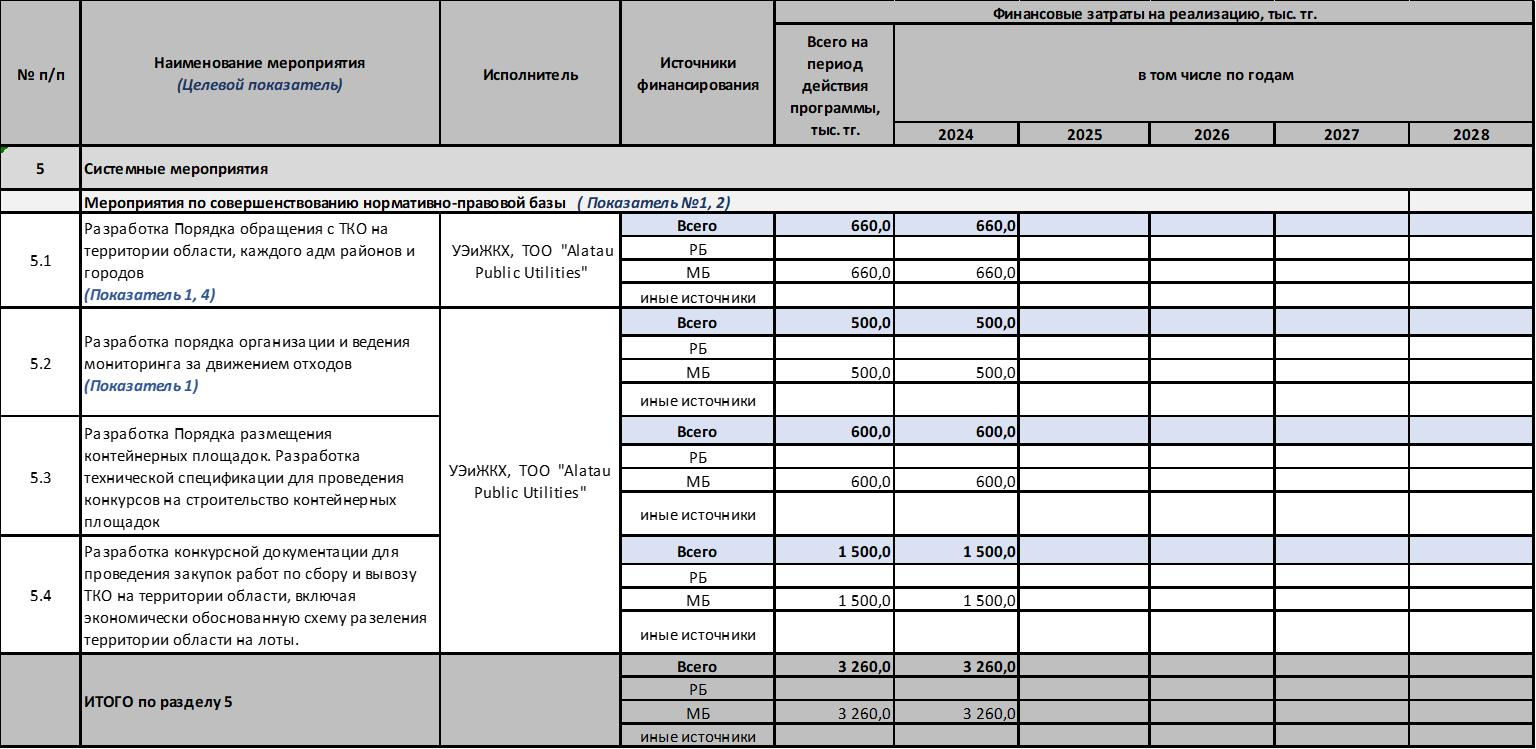 № п/п
Наименование мероприятия
(Целевой показатель)
Исполнитель
Источники
финансирования
Финансовые затраты на реализацию, тыс. тг.
Всего на
период
действия
программы,
тыс. тг.
в том числе по годам
2024 2025 2026 2027 2028
5 Системные мероприятия
Мероприятия по совершенствованию нормативно-правовой базы ( Показатель №1, 2)
5.1
Разработка Порядка обращения с ТКО на
территории области, каждого адм районов и
городов
(Показатель 1, 4)
УЭиЖКХ, ТОО "Alatau
Public Utilities"
Всего 660,0 660,0
РБ
МБ 660,0 660,0
иные источники
5.2
Разработка порядка организации и ведения
мониторинга за движением отходов
(Показатель 1)
Всего 500,0 500,0
РБ
МБ 500,0 500,0
иные источники
5.3
Разработка Порядка размещения
контейнерных площадок. Разработка
технической спецификации для проведения
конкурсов на строительство контейнерных
площадок
УЭиЖКХ, ТОО "Alatau
Public Utilities"
Всего 600,0 600,0
РБ
МБ 600,0 600,0
иные источники
5.4
Разработка конкурсной документации для
проведения закупок работ по сбору и вывозу
ТКО на территории области, включая
экономически обоснованную схему разеления
территории области на лоты.
Всего 1 500,0 1 500,0
РБ
МБ 1 500,0 1 500,0
иные источники
ИТОГО по разделу 5
Всего 3 260,0 3 260,0
РБ
МБ 3 260,0 3 260,0
иные источники